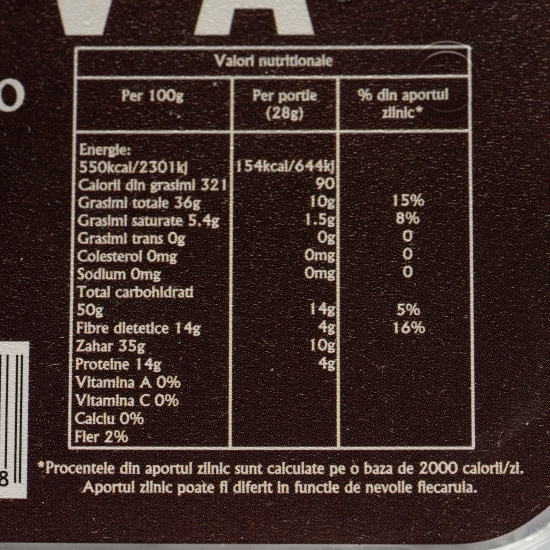 VA
O
Valori nutritionale
Per 100g Per portie % din aportul
(28g) zilnic*
Energie:
550kcal/2301kj 154kcal/644kj
Calorii din grasimi 321 90
Grasimi totale 36g 10g 15%
Grasimi saturate 5.4g 1.5g 8%
Grasimi trans 0g 0g 0
Colesterol 0mg 0mg 0
Sodium 0mg 0mg 0
Total carbohidrati
50g 14g 5%
Fibre dietetice 14g 4g 16%
Zahar 35g 10g
Proteine 14g 4g
Vitamina A 0%
Vitamina C 0%
Calciu 0%
Fier 2%
8
*Procentele din aportul zilnic sunt calculate pe o baza de 2000 calorii/zi.
Aportul zilnic poate fi diferit in functie de nevoile fiecaruia.